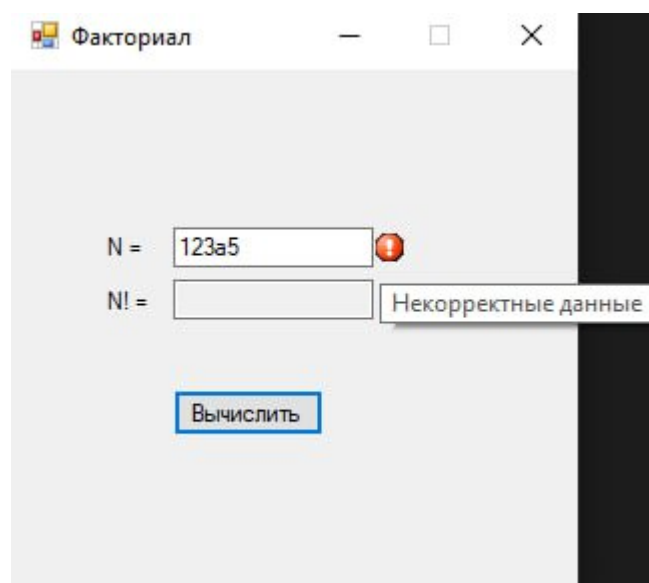 Факториал
N = 123a5
N! =
Некорректные данные
Вычислить